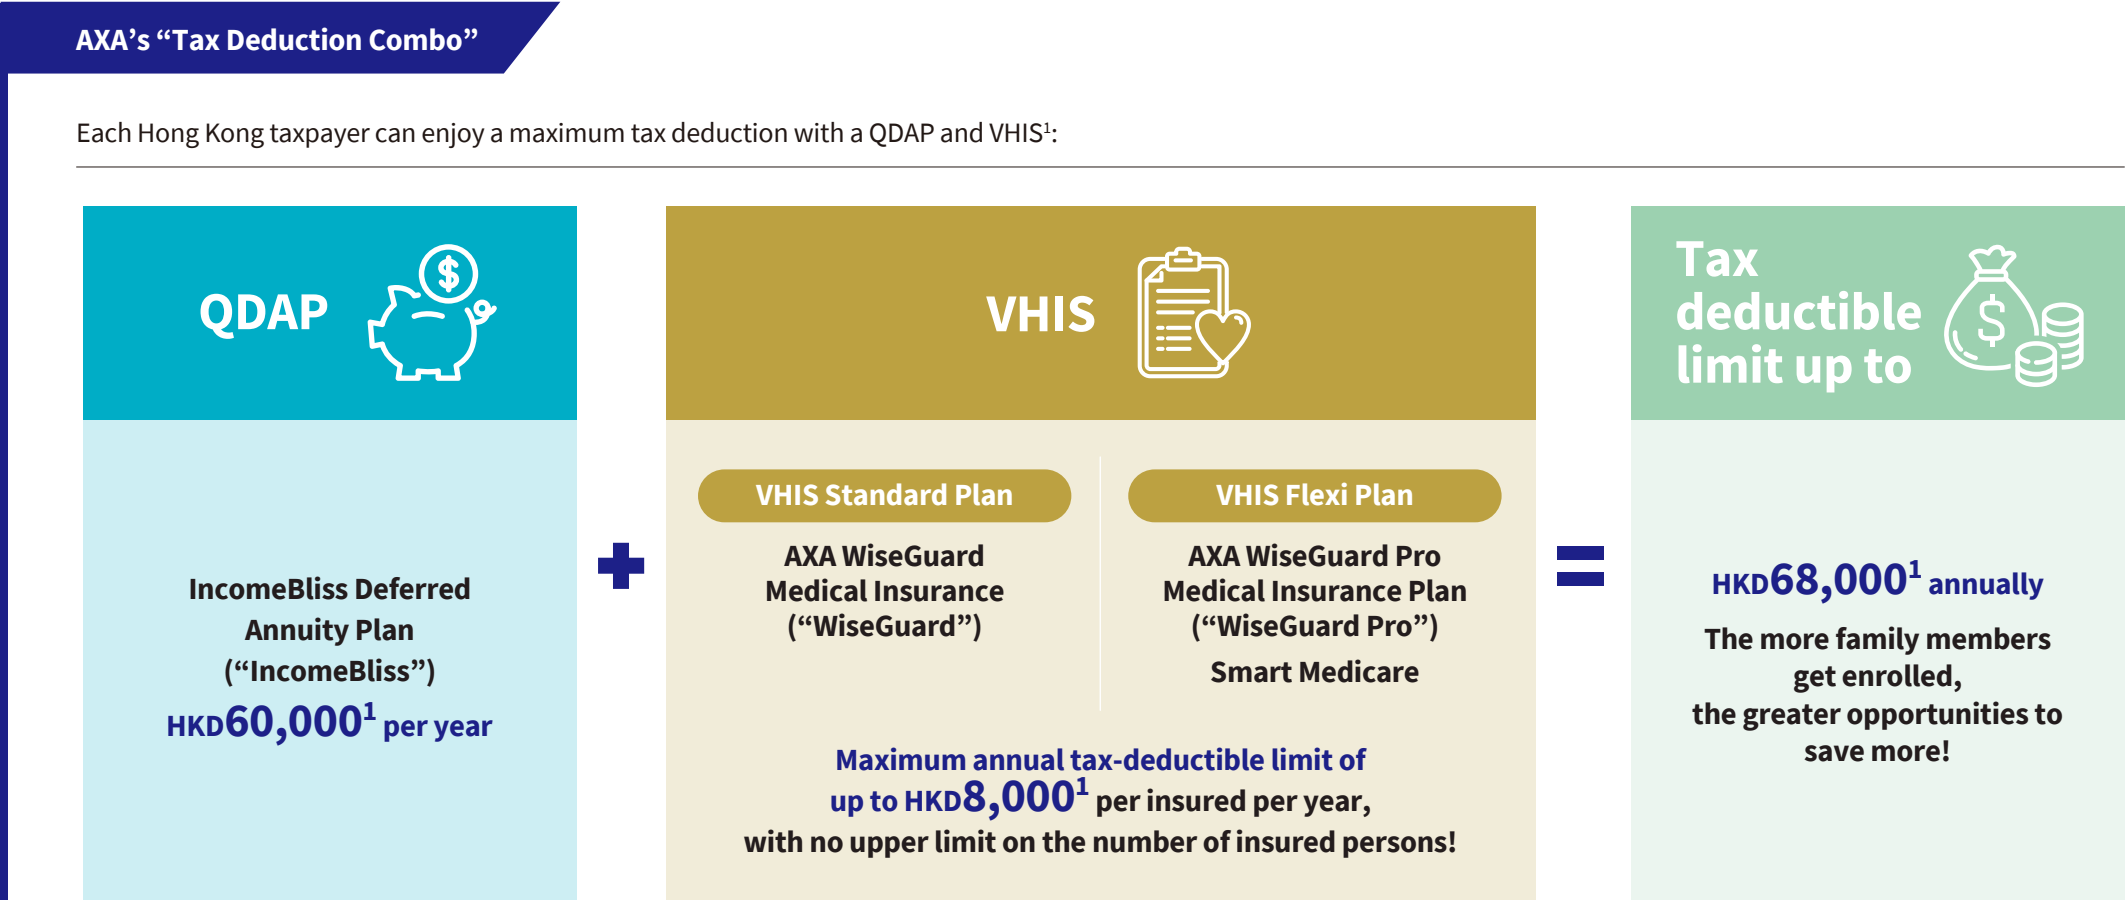 AXA’s “Tax Deduction Combo”
Each Hong Kong taxpayer can enjoy a maximum tax deduction with a QDAP and VHIS¹:
QDAP
IncomeBliss Deferred
Annuity Plan
(“IncomeBliss”)
HKD60,000¹ per year
VHIS
VHIS Standard Plan
AXA WiseGuard
Medical Insurance
(“WiseGuard”)
VHIS Flexi Plan
AXA WiseGuard Pro
Medical Insurance Plan
(“WiseGuard Pro”)
Smart Medicare
Maximum annual tax-deductible limit of
up to HKD8,000¹ per insured per year,
with no upper limit on the number of insured persons!
Tax
deductible
limit up to
HKD68,000¹ annually
The more family members
get enrolled,
the greater opportunities to
save more!